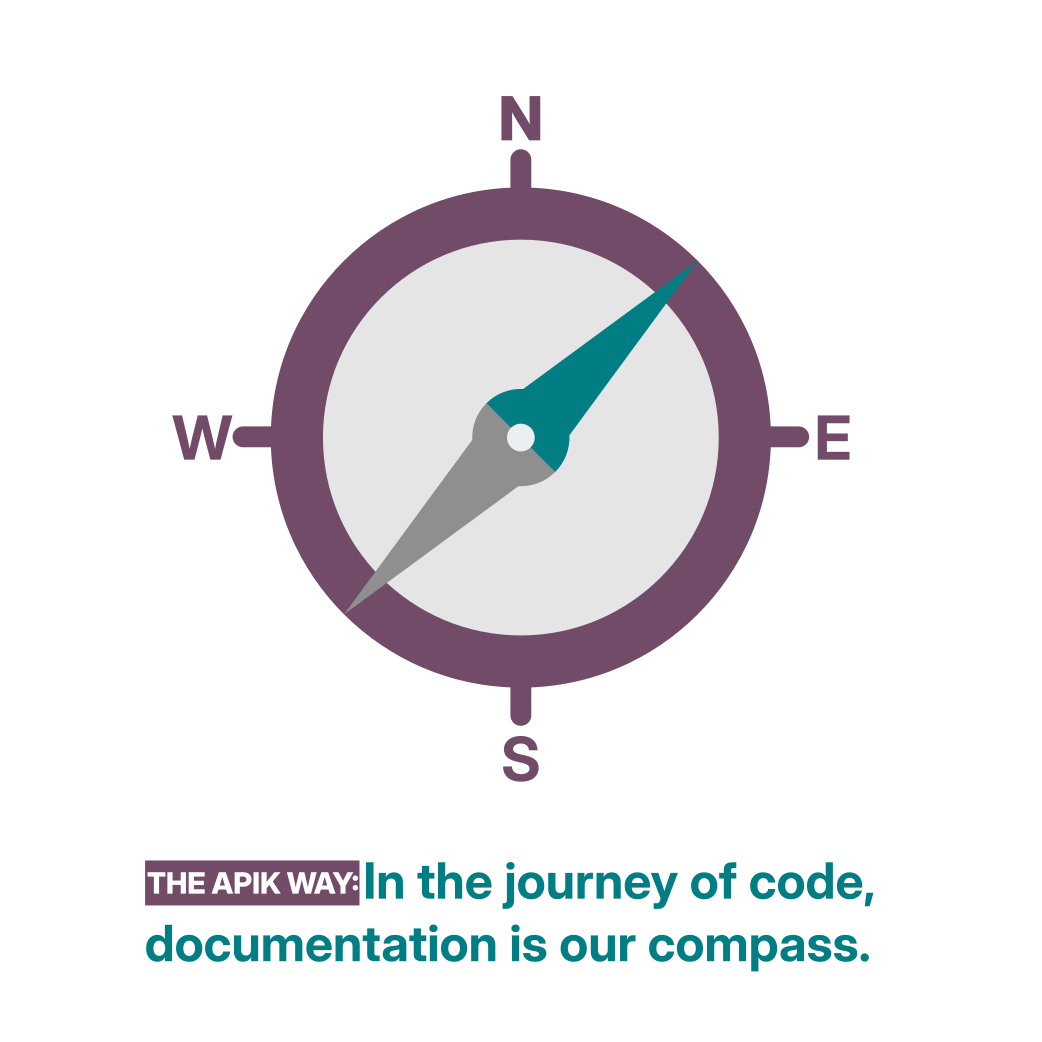 N
W E
S
THE APIK WAY: In the journey of code,
documentation is our compass.